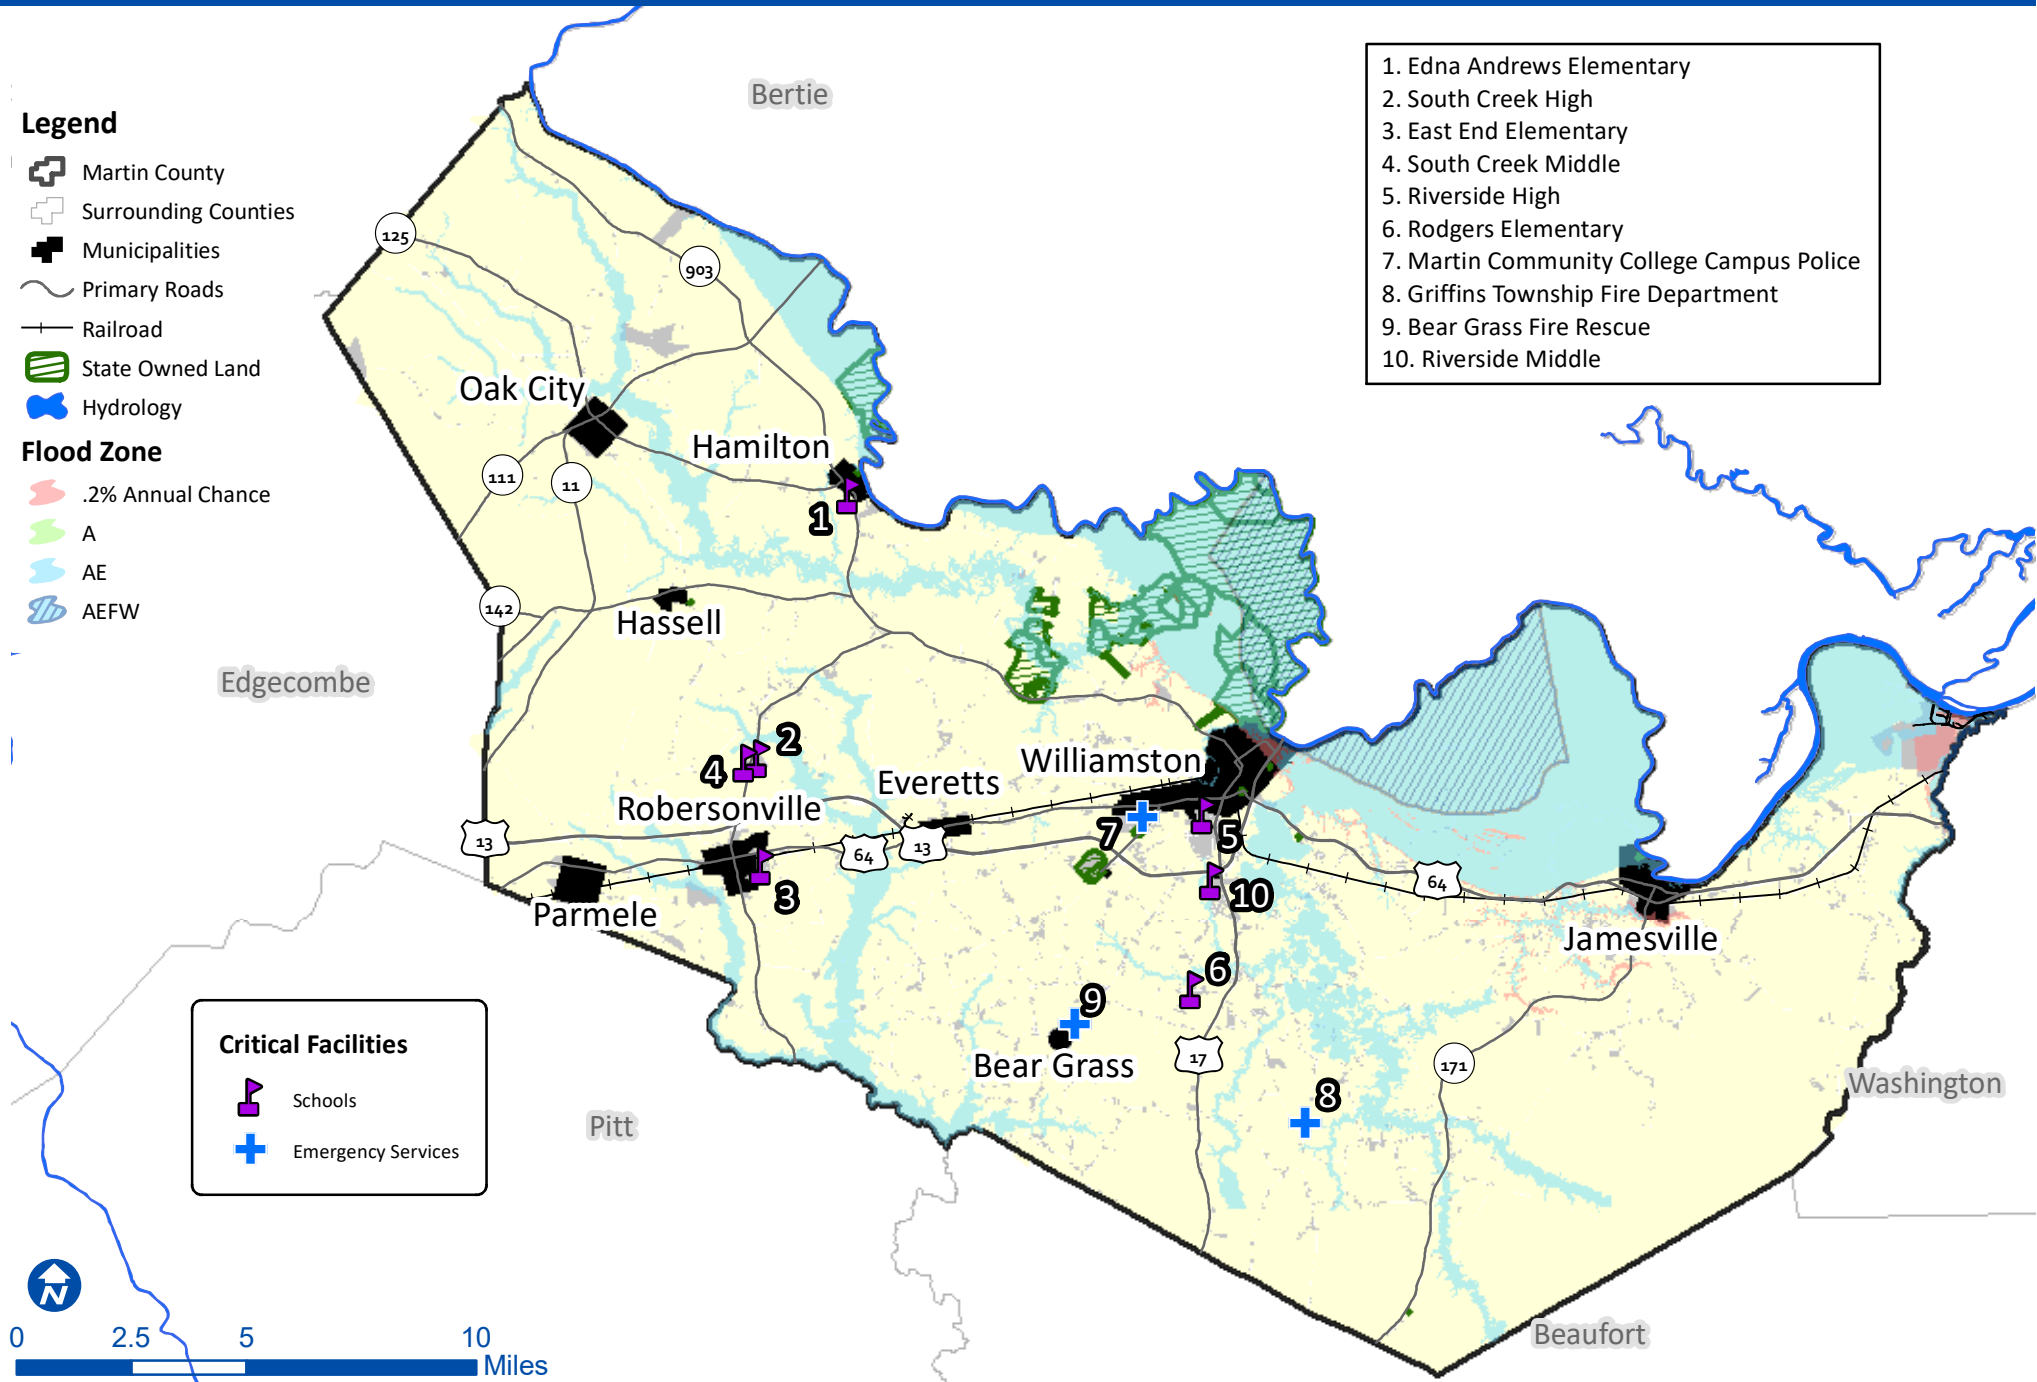 Legend
Martin County
Surrounding Counties
Municipalities
Primary Roads
Railroad
State Owned Land
Hydrology
Flood Zone
.2% Annual Chance
A
AE
AEFW
1. Edna Andrews Elementary
2. South Creek High
3. East End Elementary
4. South Creek Middle
5. Riverside High
6. Rodgers Elementary
7. Martin Community College Campus Police
8. Griffins Township Fire Department
9. Bear Grass Fire Rescue
10. Riverside Middle
Bertie
125
903
Oak City
Hamilton
111
11
1
142
Hassell
Edgecombe
2
4
Williamston
Everetts
Robersonville
7
5
13
64
13
64
3
10
Parmele
Jamesville
6
9
Bear Grass
17
171
8
Washington
Pitt
Beaufort
Critical Facilities
Schools
Emergency Services
N
0 2.5 5 10
Miles